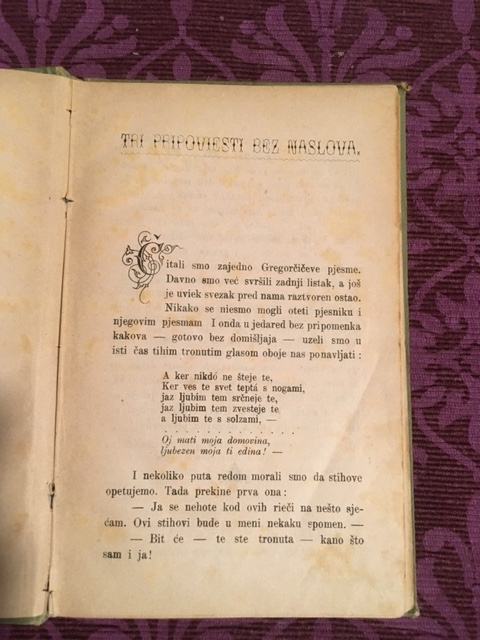 TRI PRIPOVIESTI BEZ NASLOVA.
Čitali smo zajedno Gregorčičeve pjesme.
Davno smo već svršili zadnji listak, a još
je uviek svezak pred nama raztvoren ostao.
Nikako se niesmo mogli oteti pjesniku i
njegovim pjesmam I onda u jedared bez pripomenka
kakova — gotovo bez domišljaja — uzeli smo u
isti čas tihim tronutim glasom oboje nas ponavljati:
A ker nikdó ne šteje te,
Ker ves te svet teptá s nogami,
jaz ljubim tem srčneje te,
jaz ljubim tem zvesteje te
a ljubim te s solzami, —
. . . . . . . . . . . . . .
Oj mati moja domovina,
ljubezen moja ti edina! —
I nekoliko puta redom morali smo da stihove
opetujemo. Tada prekine prva ona:
— Ja se nehote kod ovih rieči na nešto sje-
ćam. Ovi stihovi bude u meni nekaku spomen. —
— Bit će — te ste tronuta — kano što
sam i ja!